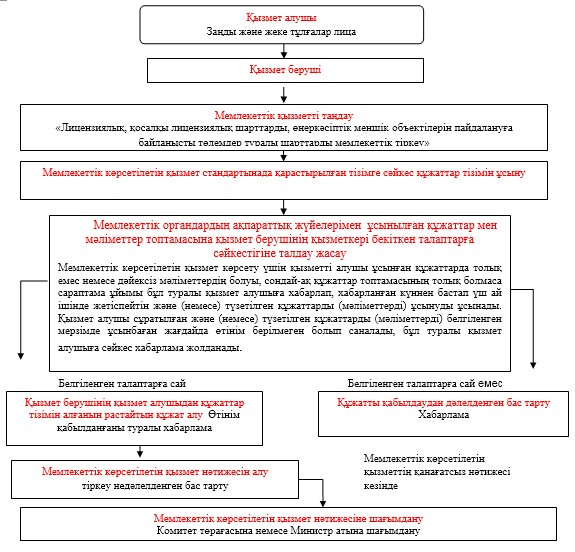 Қызмет алушы
Заңды және жеке тұлғалар лица
Қызмет беруші
Мемлекеттік қызметті таңдау
«Лицензиялық, қосалқы лицензиялық шарттарды, өнеркәсіптік меншік объектілерін пайдалануға
байланысты төлемдер туралы шарттарды мемлекеттік тіркеу»
Мемлекеттік көрсетілетін қызмет стандартынада қарастырылған тізімге сәйкес құжаттар тізімін ұсыну
Мемлекеттік органдардың ақпараттық жүйелерімен ұсынылған құжаттар мен
мәліметтер топтамасына қызмет берушінің қызметкері бекіткен талаптарға
сәйкестігіне талдау жасау
Мемлекеттік көрсетілетін қызмет көрсету үшін қызметті алушы ұсынған құжаттарда толық
емес немесе дәйексіз мәліметтердің болуы, сондай-ақ құжаттар топтамасының толық болмаса
сараптама ұйымы бұл туралы қызмет алушыға хабарлап, хабарланған күннен бастап үш ай
ішінде жетіспейтін және (немесе) түзетілген құжаттарды (мәліметтерді) ұсынуды ұсынады.
Қызмет алушы сұратылған және (немесе) түзетілген құжаттарды (мәліметтерді) белгіленген
мерзімде ұсынбаған жағдайда өтінім берілмеген болып саналады, бұл туралы қызмет
алушыға сәйкес хабарлама жолданады.
Белгіленген талаптарға сай
Белгіленген талаптарға сай емес
Қызмет берушінің қызмет алушыдан құжаттар
тізімін алғанын растайтын құжат алу Өтінім
қабылданғаны туралы хабарлама
Құжатты қабылдаудан дәлелденген бас тарту
Хабарлама
Мемлекеттік көрсетілетін қызмет нәтижесін алу
тіркеу недәлелденген бас тарту
Мемлекеттік көрсетілетін
қызметтін қанағатсыз нәтижесі
кезінде
Мемлекеттік көрсетілетін қызмет нәтижесіне шағымдану
Комитет төрағасына немесе Министр атына шағымдану